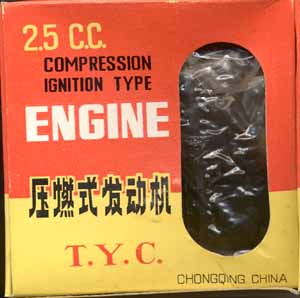 2.5 C.C.
COMPRESSION
IGNITION TYPE
ENGINE
压燃式发动机
T.Y.C.
CHONGQING CHINA